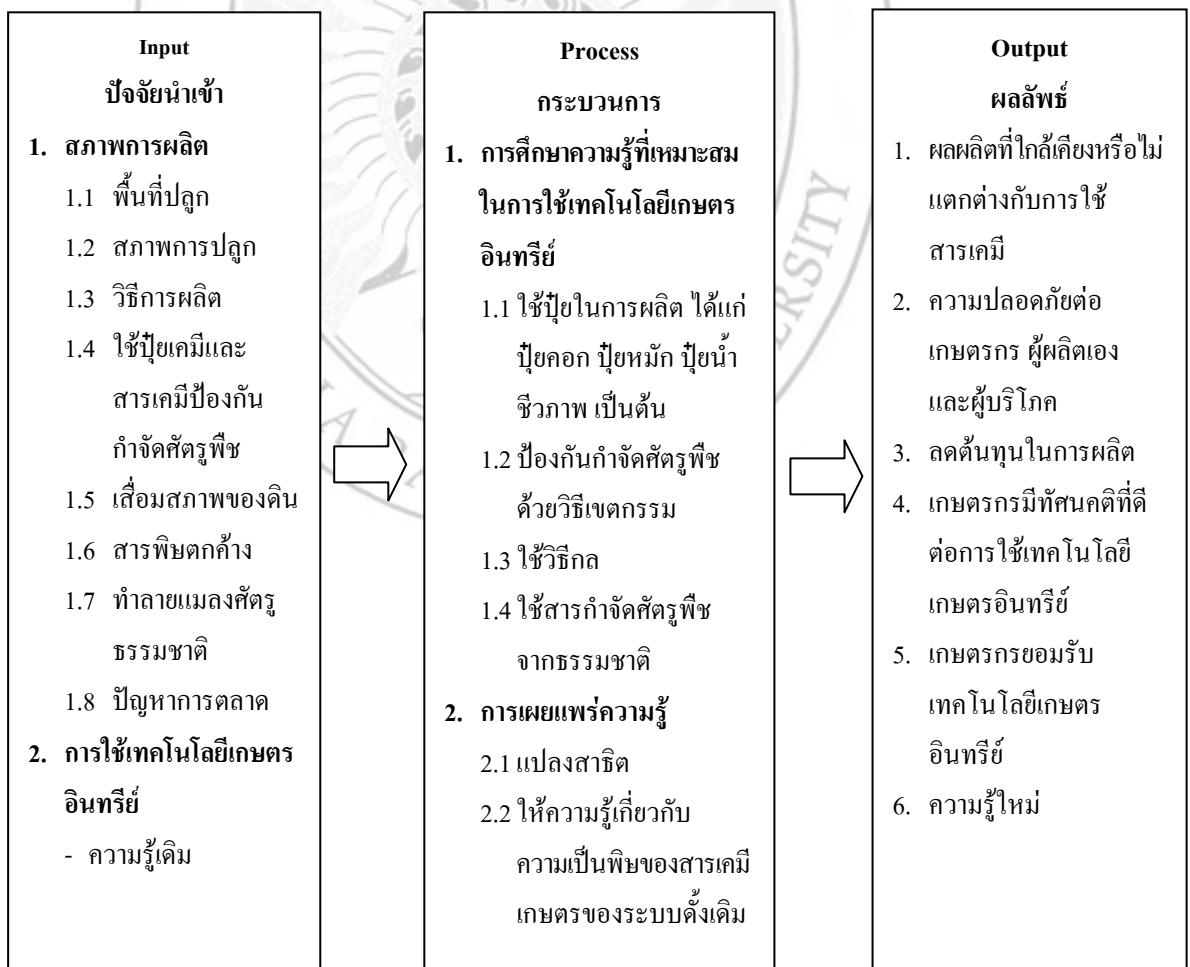 Input
ปัจจัยนำเข้า
1. สภาพการผลิต
1.1 พื้นที่ปลูก
1.2 สภาพการปลูก
1.3 วิธีการผลิต
1.4 ใช้ปุ๋ยเคมีและ
สารเคมีป้องกัน
กำจัดศัตรูพืช
1.5 เสื่อมสภาพของดิน
1.6 สารพิษตกค้าง
1.7 ทำลายแมลงศัตรู
ธรรมชาติ
1.8 ปัญหาการตลาด
2. การใช้เทคโนโลยีเกษตร
อินทรีย์
- ความรู้เดิม
Process
กระบวนการ
1. การศึกษาความรู้ที่เหมาะสม
ในการใช้เทคโนโลยีเกษตร
อินทรีย์
1.1 ใช้ปุ๋ยในการผลิต ได้แก่
ปุ๋ยคอก ปุ๋ยหมัก ปุ๋ยน้ำ
ชีวภาพ เป็นต้น
1.2 ป้องกันกำจัดศัตรูพืช
ด้วยวิธีเขตกรรม
1.3 ใช้วิธีกล
1.4 ใช้สารกำจัดศัตรูพืช
จากธรรมชาติ
2. การเผยแพร่ความรู้
2.1 แปลงสาธิต
2.2 ให้ความรู้เกี่ยวกับ
ความเป็นพิษของสารเคมี
เกษตรของระบบดั้งเดิม
Output
ผลลัพธ์
1. ผลผลิตที่ใกล้เคียงหรือไม่
แตกต่างกับการใช้
สารเคมี
2. ความปลอดภัยต่อ
เกษตรกร ผู้ผลิตเอง
และผู้บริโภค
3. ลดต้นทุนในการผลิต
4. เกษตรกรมีทัศนคติที่ดี
ต่อการใช้เทคโนโลยี
เกษตรอินทรีย์
5. เกษตรกรยอมรับ
เทคโนโลยีเกษตร
อินทรีย์
6. ความรู้ใหม่